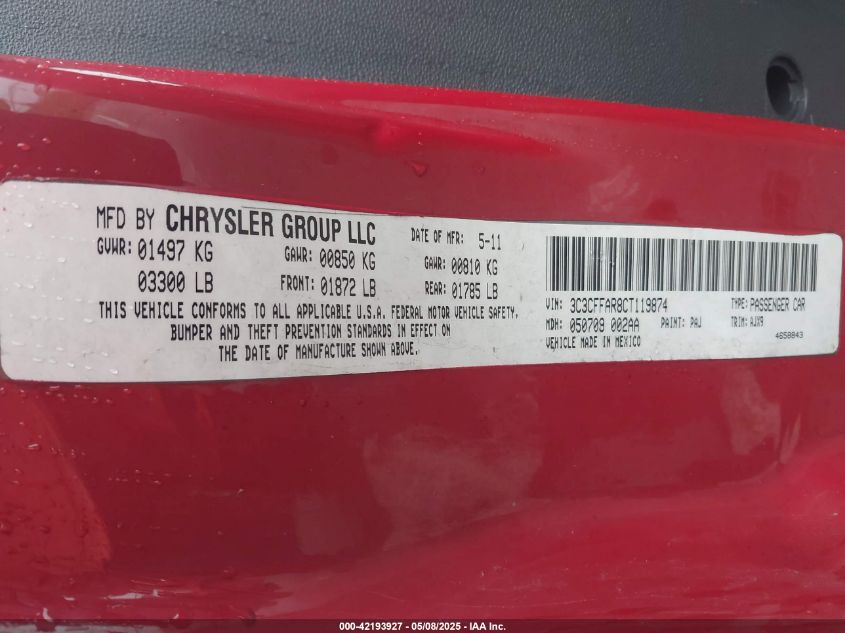 MFD BY CHRYSLER GROUP LLC DATE OF MFR: 5-11
GVWR: 01497 KG GAWR: 00850 KG GAWR: 00810 KG
03300 LB FRONT: 01872 LB REAR: 01785 LB
THIS VEHICLE CONFORMS TO ALL APPLICABLE U.S.A. FEDERAL MOTOR VEHICLE SAFETY,
BUMPER AND THEFT PREVENTION STANDARDS IN EFFECT ON
THE DATE OF MANUFACTURE SHOWN ABOVE.
VIN: 3C3CFFAR8CT119874 TYPE: PASSENGER CAR
MDH: 050709 002AA PAINT: PAJ TRIM: AJX9
VEHICLE MADE IN MEXICO 4658843
000-42193927 - 05/08/2025 - IAA Inc.